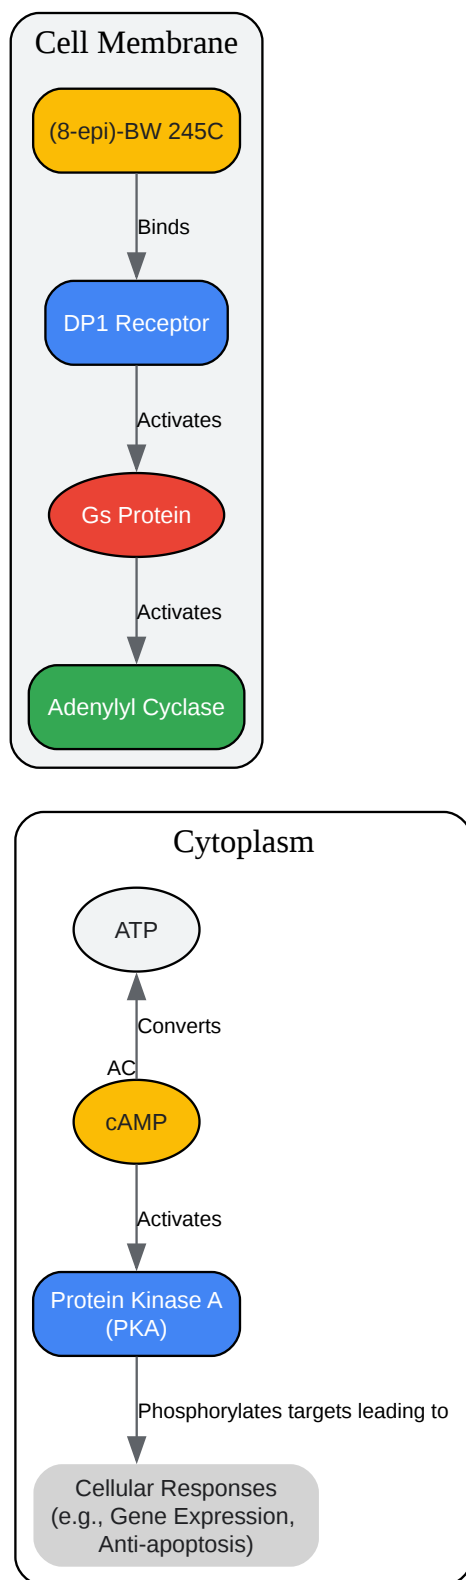 Cell Membrane
(8-epi)-BW 245C
Binds
DP1 Receptor
Activates
Gs Protein
Activates
Adenylyl Cyclase
Cytoplasm
ATP
Converts
AC
cAMP
Activates
Protein Kinase A
(PKA)
Phosphorylates targets leading to
Cellular Responses
(e.g., Gene Expression,
Anti-apoptosis)